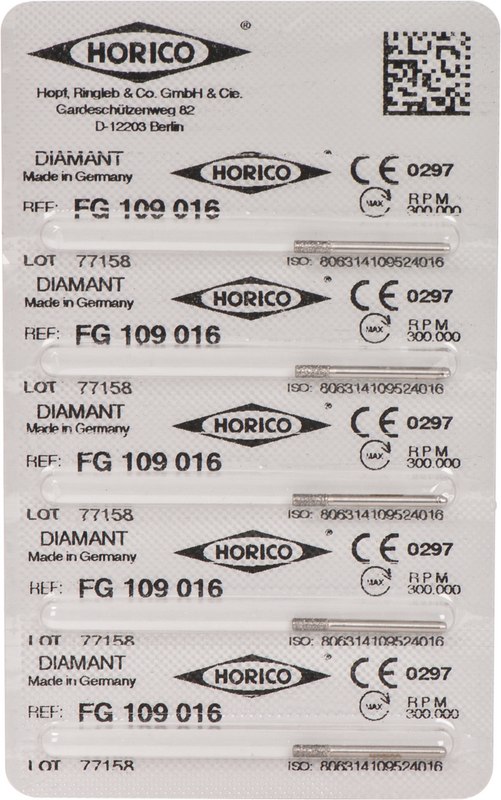 HORICO ®
Hopf, Ringleb & Co. GmbH & Cie.
Gardeschützenweg 82
D-12203 Berlin
DIAMANT HORICO ® CE 0297
Made in Germany
REF: FG 109 016 MAX RPM 300.000
LOT 77158 ISO: 806314109524016
DIAMANT HORICO ® CE 0297
Made in Germany
REF: FG 109 016 MAX RPM 300.000
LOT 77158 ISO: 806314109524016
DIAMANT HORICO ® CE 0297
Made in Germany
REF: FG 109 016 MAX RPM 300.000
LOT 77158 ISO: 806314109524016
DIAMANT HORICO ® CE 0297
Made in Germany
REF: FG 109 016 MAX RPM 300.000
LOT 77158 ISO: 806314109524016
DIAMANT HORICO ® CE 0297
Made in Germany
REF: FG 109 016 MAX RPM 300.000
LOT 77158 ISO: 806314109524016